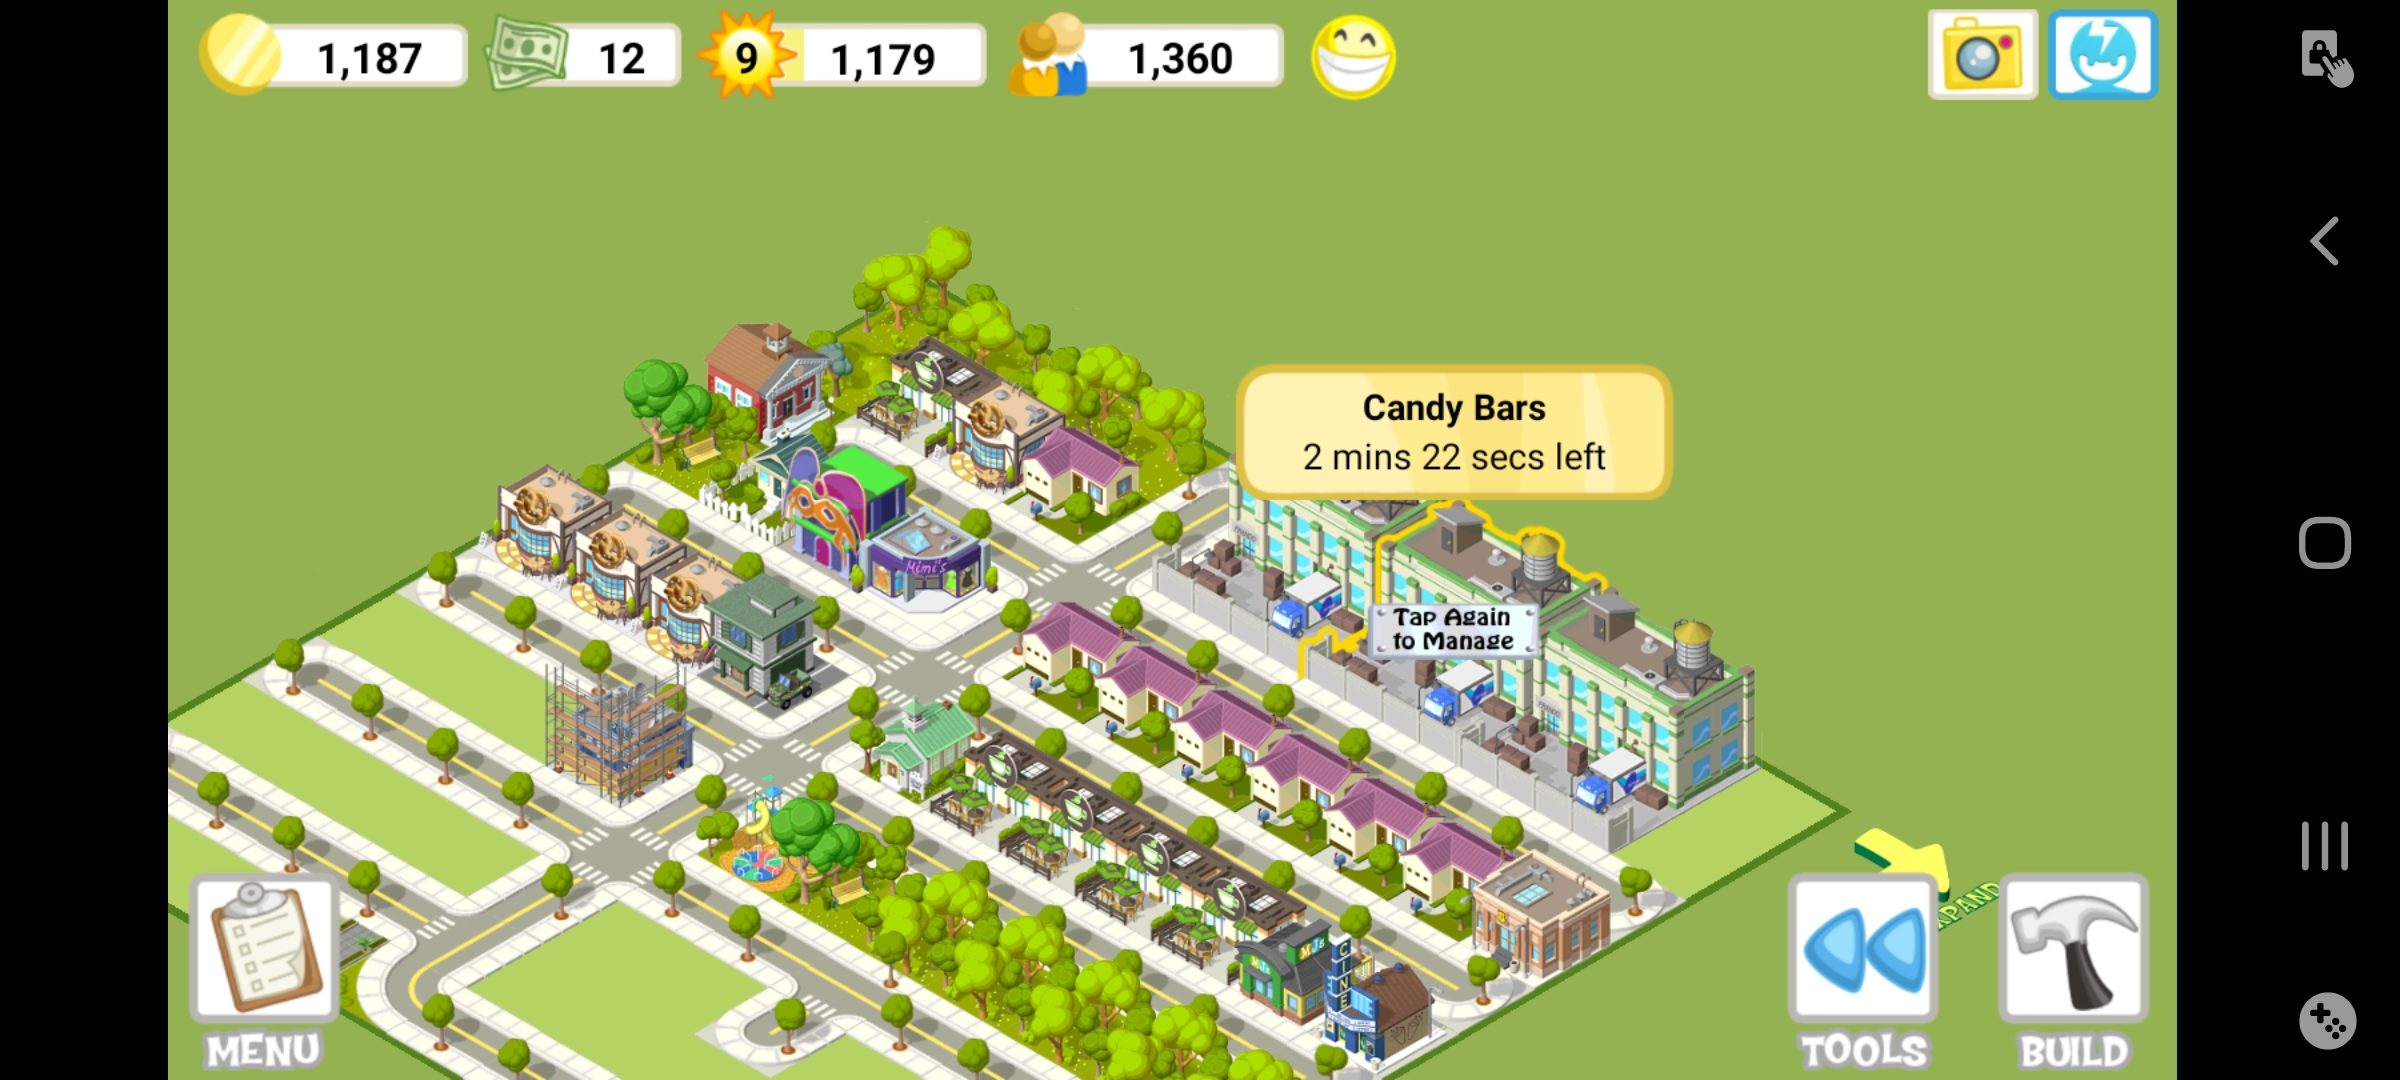 1,187
12
9
1,179
1,360
Candy Bars
2 mins 22 secs left
Tap Again
to Manage
Mimi's
MJ's
MJ's
CINE
MENU
TOOLS
BUILD